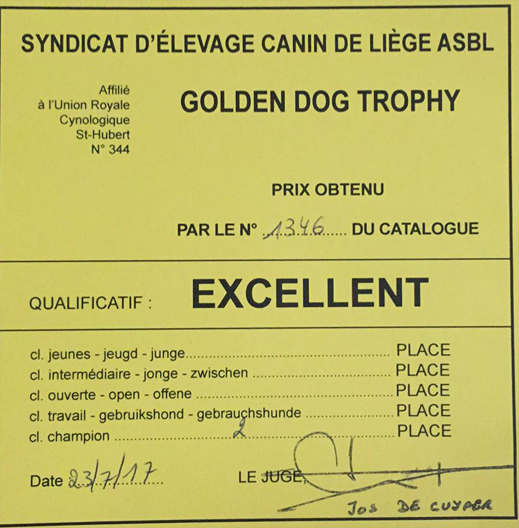 SYNDICAT D'ÉLEVAGE CANIN DE LIÈGE ASBL
Affilié
à l'Union Royale
Cynologique
St-Hubert
N° 344
GOLDEN DOG TROPHY
PRIX OBTENU
PAR LE N° 1346 DU CATALOGUE
QUALIFICATIF : EXCELLENT
cl. jeunes - jeugd - junge.......... PLACE
cl. intermédiaire - jonge - zwischen .......... PLACE
cl. ouverte - open - offene .......... PLACE
cl. travail - gebruikshond - gebrauchshunde .......... PLACE
cl. champion .......... 2 .......... PLACE
Date 23/7/17 LE JUGE,
JOS DE CUYPER